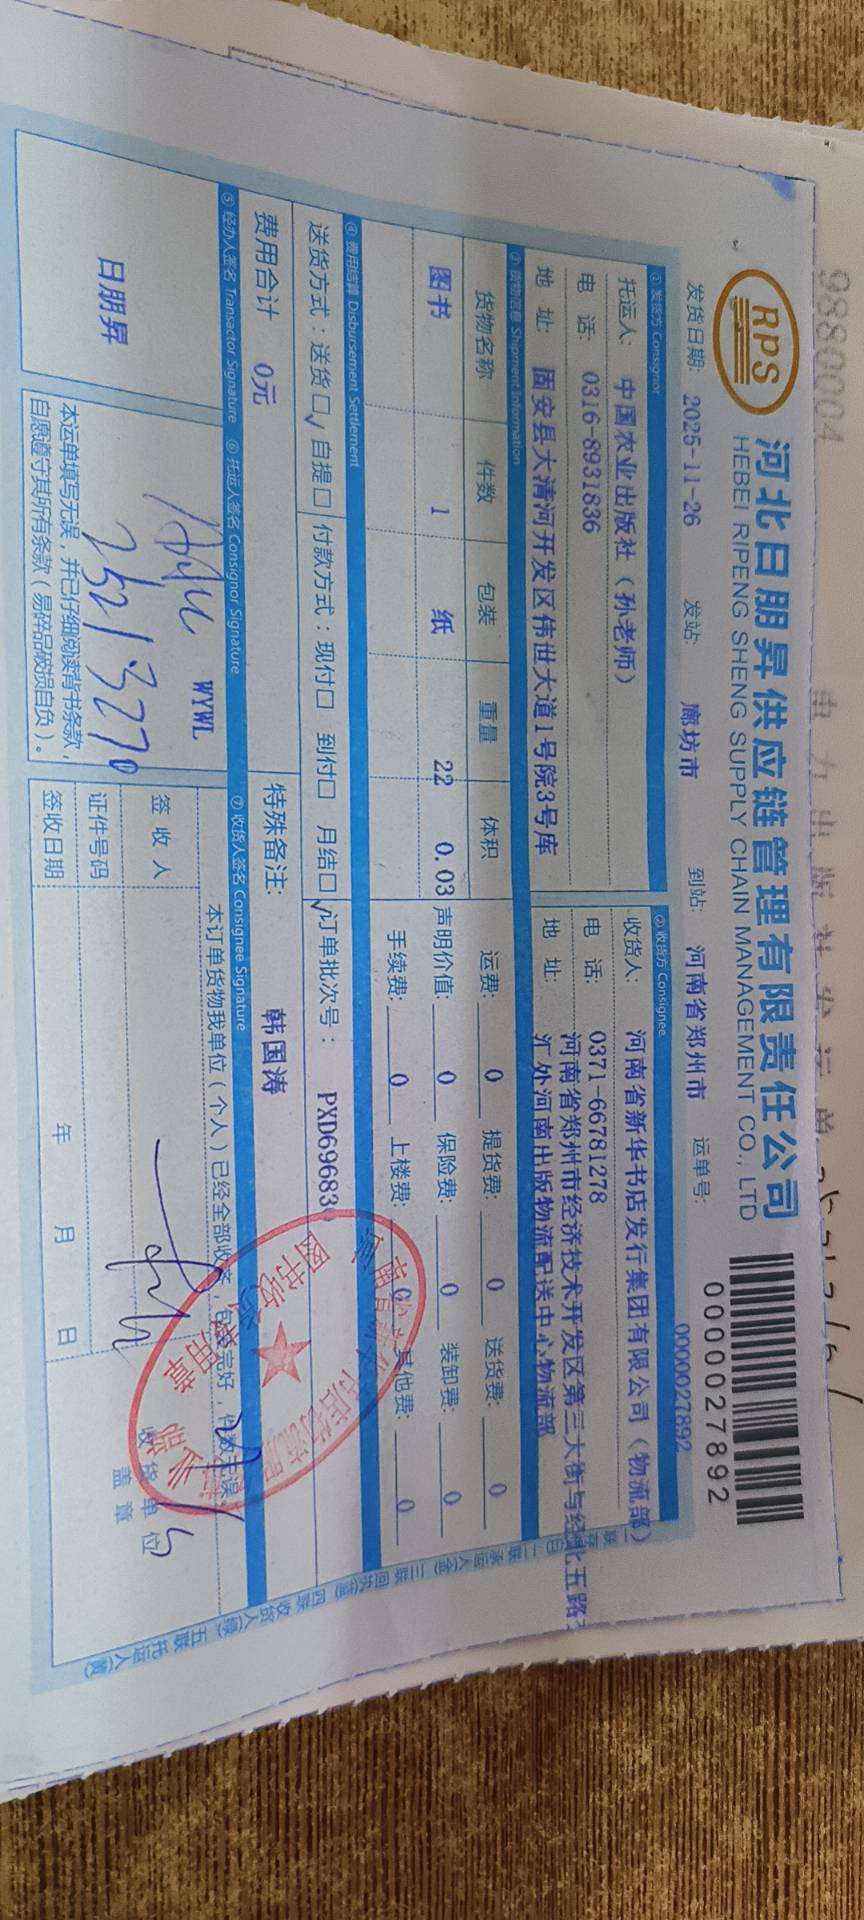 RPS
河北日朋昇供应链管理有限责任公司
HEBEI RIPENG SHENG SUPPLY CHAIN MANAGEMENT CO., LTD
0000027892
发货日期: 2025-11-26 发站: 廊坊市 到站: 河南省郑州市 运单号: 0000027892
① 发货方 Consignor ② 收货方 Consignee
托运人: 中国农业出版社（孙老师） 收货人: 河南省新华书店发行集团有限公司（物流部）
电 话: 0316-8931836 电 话: 0371-66781278
地 址: 固安县大清河开发区伟世大道1号院3号库 地 址: 河南省郑州市经济技术开发区第三大街与经北五路
汇外河南出版物流配送中心物流部
③ 货物信息 Shipment Information
货物名称 件数 包装 重量 体积 运费: 0 提货费: 0 送货费: 0
图书 1 纸 22 0.03 声明价值: 0 保险费: 0 装卸费: 0
手续费: 0 上楼费: 0 其他费: 0
④ 费用结算 Disbursement Settlement
送货方式：送货□√ 自提□ 付款方式：现付□ 到付□ 月结□√ 订单批次号： PXD69683
费用合计 0元 特殊备注: 韩国涛
⑤ 经办人签名 Transactor Signature ⑥ 托运人签名 Consignor Signature ⑦ 收货人签名 Consignee Signature
日朋昇
WYWL
本订单货物我单位（个人）已经全部收齐，包装完好，件数无误。
签 收 人
证件号码
签收日期 年 月 日
收货单位
盖章
本运单填写无误，并已仔细阅读背书条款，
自愿遵守其所有条款（易碎品破损自负）。
图书收货专用章
9880004